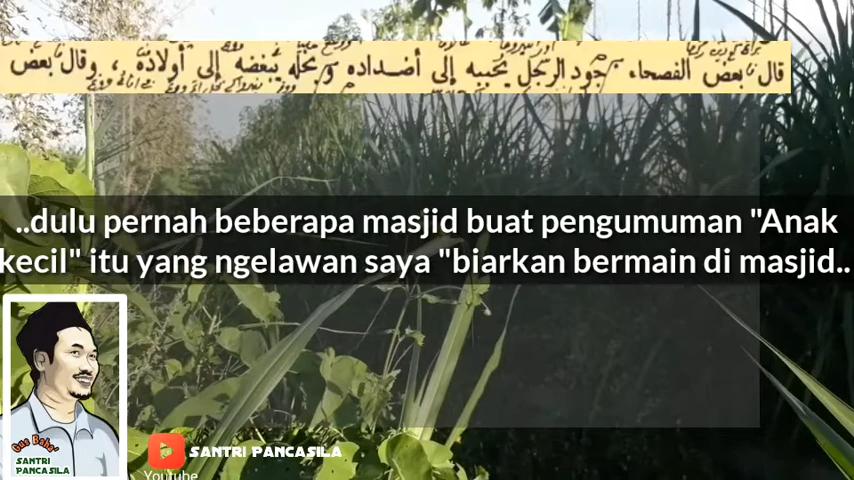 قال بعض الفصحاء جود الرجل يحببه إلى أضداده وبخله يبغضه إلى أولاده ، وقال بعض
..dulu pernah beberapa masjid buat pengumuman "Anak
kecil" itu yang ngelawan saya "biarkan bermain di masjid..
Gus Baha'
SANTRI
PANCASILA
SANTRI PANCASILA
Youtube